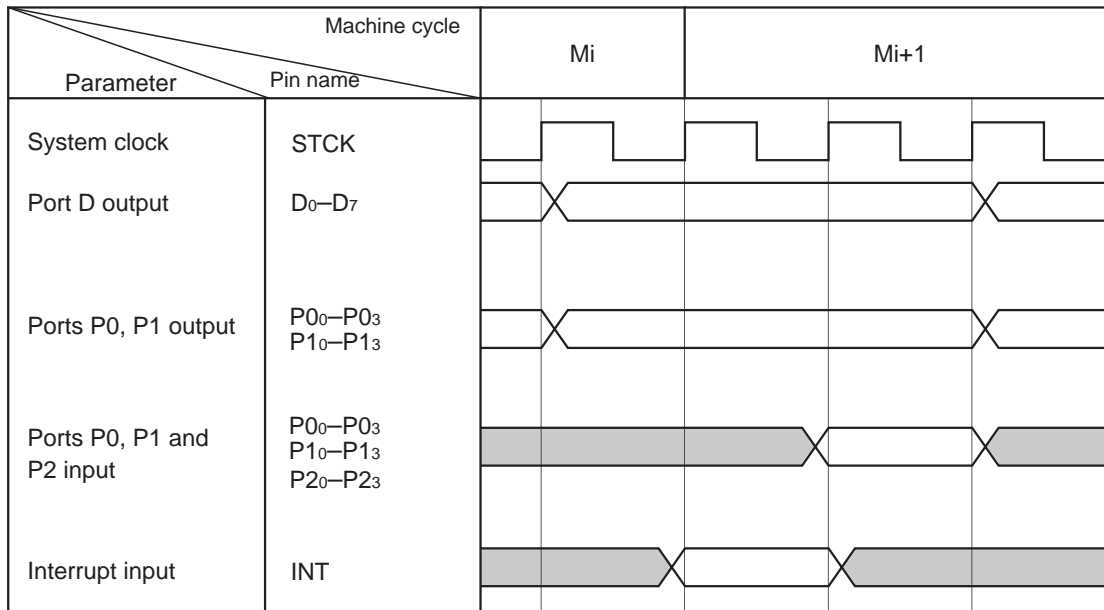 Machine cycle
Parameter
Pin name
Mi
Mi+1
System clock
STCK
Port D output
D0–D7
Ports P0, P1 output
P00–P03
P10–P13
Ports P0, P1 and
P2 input
P00–P03
P10–P13
P20–P23
Interrupt input
INT